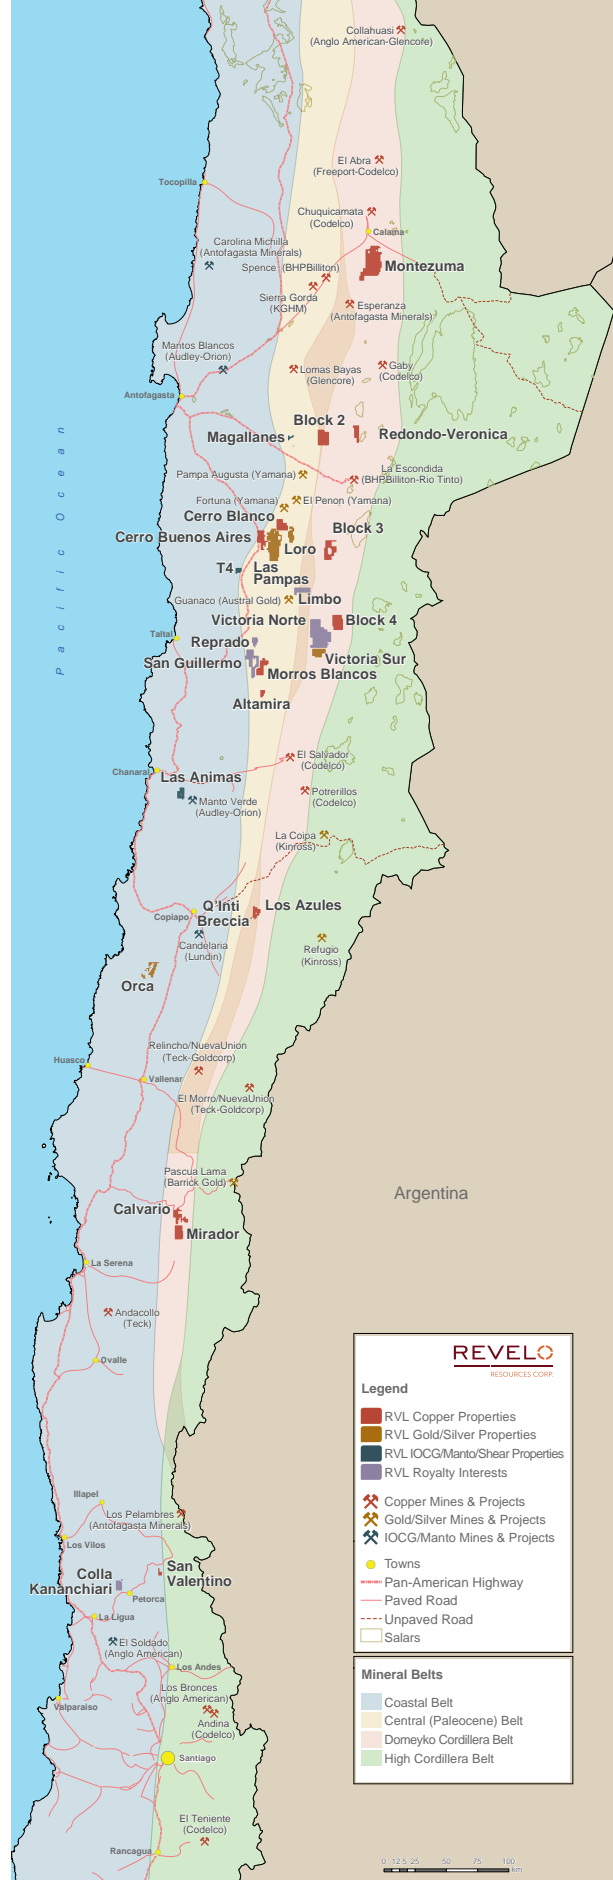 Collahuasi
(Anglo American-Glencore)
El Abra
(Freeport-Codelco)
Tocopilla
Chuquicamata
(Codelco)
Calama
Carolina Michilla
(Antofagasta Minerals)
Spence (BHPBilliton)
Montezuma
Sierra Gorda
(KGHM)
Esperanza
(Antofagasta Minerals)
Mantos Blancos
(Audley-Orion)
Lomas Bayas
(Glencore)
Gaby
(Codelco)
Antofagasta
Block 2
Magallanes
Redondo-Veronica
Pampa Augusta (Yamana)
La Escondida
(BHPBilliton-Rio Tinto)
Fortuna (Yamana)
El Penon (Yamana)
Cerro Blanco
Cerro Buenos Aires
Block 3
Loro
T4
Las
Pampas
Guanaco (Austral Gold)
Limbo
Victoria Norte
Block 4
Taltal
Reprado
San Guillermo
Victoria Sur
Morros Blancos
Altamira
Pacific Ocean
El Salvador
(Codelco)
Chanaral
Las Animas
Potrerillos
(Codelco)
Manto Verde
(Audley-Orion)
La Coipa
(Kinross)
Q'Inti
Breccia
Los Azules
Copiapo
Candelaria
(Lundin)
Refugio
(Kinross)
Orca
Relincho/NuevaUnion
(Teck-Goldcorp)
Huasco
Vallenar
El Morro/NuevaUnion
(Teck-Goldcorp)
Pascua Lama
(Barrick Gold)
Argentina
Calvario
Mirador
La Serena
Andacollo
(Teck)
Ovalle
Illapel
Los Pelambres
(Antofagasta Minerals)
Los Vilos
Colla
Kananchiari
San
Valentino
Petorca
La Ligua
El Soldado
(Anglo American)
Los Andes
Los Bronces
(Anglo American)
Valparaiso
Andina
(Codelco)
Santiago
El Teniente
(Codelco)
Rancagua
REVELO
RESOURCES CORP.
Legend
RVL Copper Properties
RVL Gold/Silver Properties
RVL IOCG/Manto/Shear Properties
RVL Royalty Interests
Copper Mines & Projects
Gold/Silver Mines & Projects
IOCG/Manto Mines & Projects
Towns
Pan-American Highway
Paved Road
Unpaved Road
Salars
Mineral Belts
Coastal Belt
Central (Paleocene) Belt
Domeyko Cordillera Belt
High Cordillera Belt
0 12.5 25 50 75 100
km